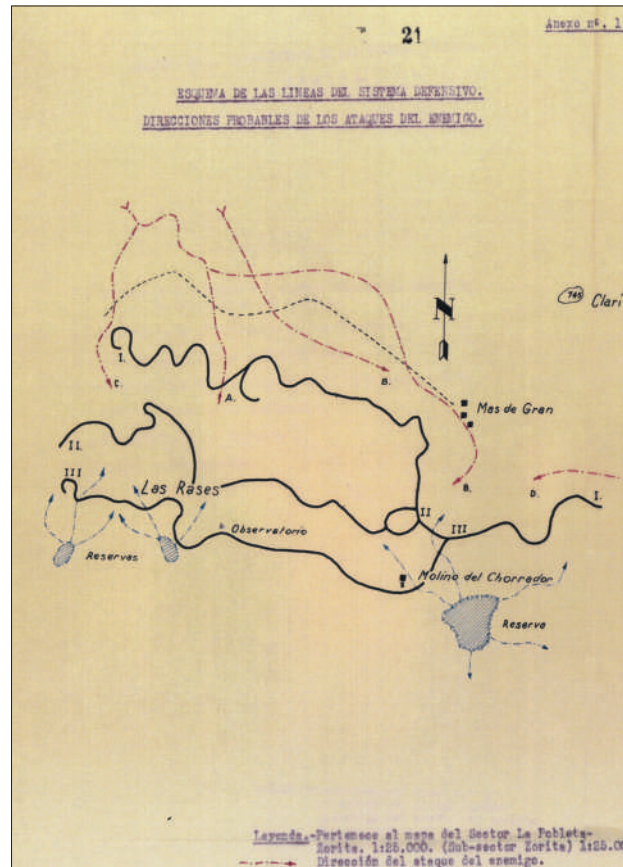 21
Anexo nº. 1
ESQUEMA DE LAS LINEAS DEL SISTEMA DEFENSIVO.
DIRECCIONES PROBABLES DE LOS ATAQUES DEL ENEMIGO.
N
745 Clari
I.
C.
A.
B.
Mas de Gran
II.
III
Las Rases
B.
D.
I.
II
III
Observatorio
Reservas
Molino del Chorrador
Reserva
Leyenda.-Pertenece al mapa del Sector La Pobleta-
Zorita. 1:25.000. (Sub-sector Zorita) 1:25.00
Dirección del ataque del enemigo.